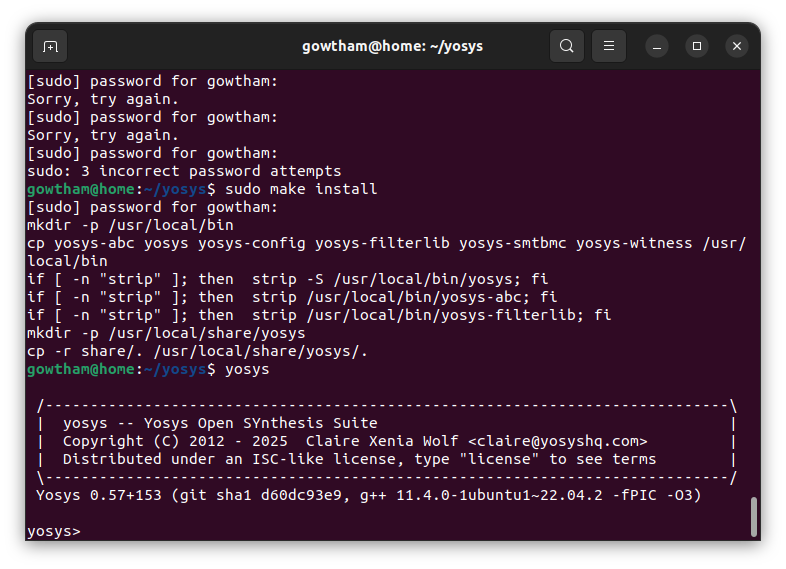 gowtham@home: ~/yosys
[sudo] password for gowtham:
Sorry, try again.
[sudo] password for gowtham:
Sorry, try again.
[sudo] password for gowtham:
sudo: 3 incorrect password attempts
gowtham@home:~/yosys$ sudo make install
[sudo] password for gowtham:
mkdir -p /usr/local/bin
cp yosys-abc yosys yosys-config yosys-filterlib yosys-smtbmc yosys-witness /usr/
local/bin
if [ -n "strip" ]; then  strip -S /usr/local/bin/yosys; fi
if [ -n "strip" ]; then  strip /usr/local/bin/yosys-abc; fi
if [ -n "strip" ]; then  strip /usr/local/bin/yosys-filterlib; fi
mkdir -p /usr/local/share/yosys
cp -r share/. /usr/local/share/yosys/.
gowtham@home:~/yosys$ yosys
 /----------------------------------------------------------------------------\
 |  yosys -- Yosys Open SYnthesis Suite                                       |
 |  Copyright (C) 2012 - 2025  Claire Xenia Wolf <claire@yosyshq.com>         |
 |  Distributed under an ISC-like license, type "license" to see terms        |
 \----------------------------------------------------------------------------/
 Yosys 0.57+153 (git sha1 d60dc93e9, g++ 11.4.0-1ubuntu1~22.04.2 -fPIC -O3)
yosys>